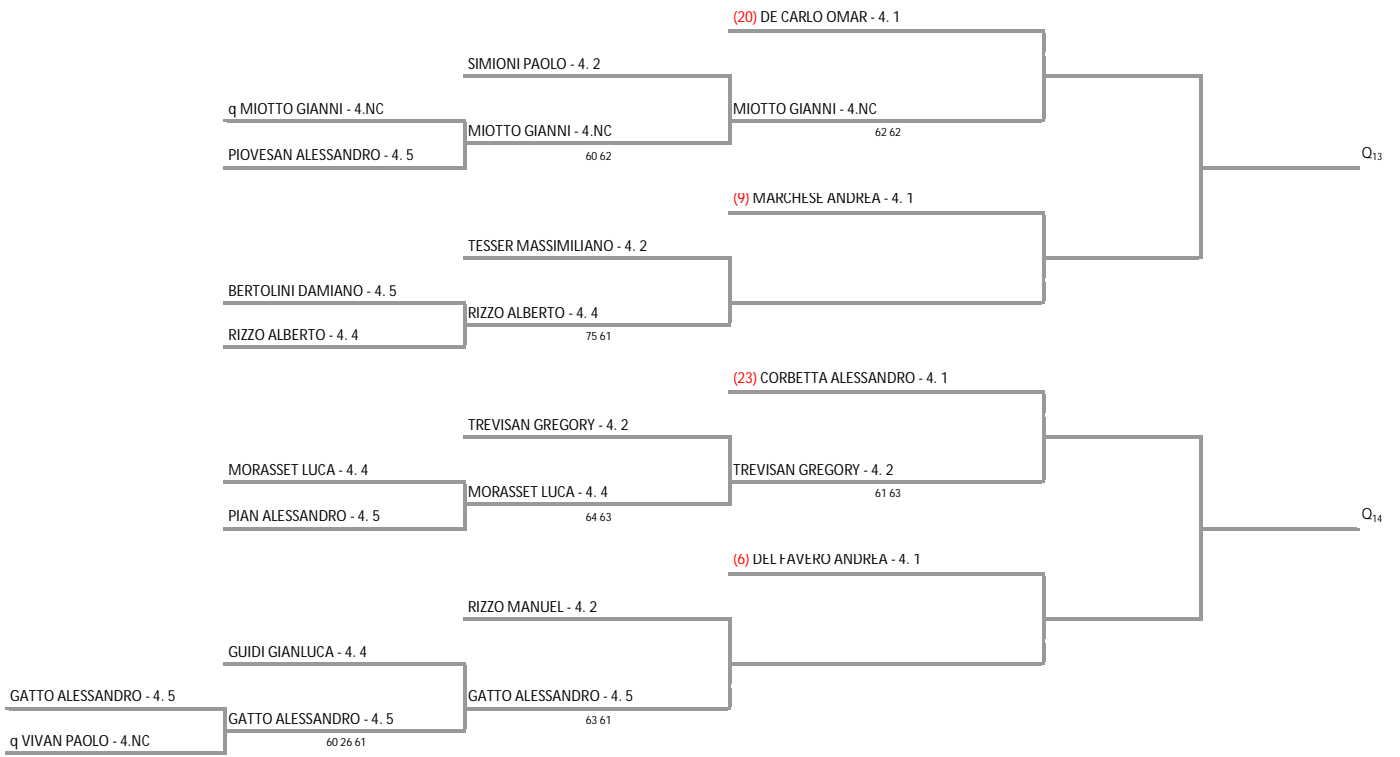 (20) DE CARLO OMAR - 4. 1
SIMIONI PAOLO - 4. 2
q MIOTTO GIANNI - 4.NC
MIOTTO GIANNI - 4.NC
MIOTTO GIANNI - 4.NC
62 62
60 62
PIOVESAN ALESSANDRO - 4. 5
Q13
(9) MARCHESE ANDREA - 4. 1
TESSER MASSIMILIANO - 4. 2
BERTOLINI DAMIANO - 4. 5
RIZZO ALBERTO - 4. 4
RIZZO ALBERTO - 4. 4
75 61
(23) CORBETTA ALESSANDRO - 4. 1
TREVISAN GREGORY - 4. 2
MORASSET LUCA - 4. 4
TREVISAN GREGORY - 4. 2
61 63
MORASSET LUCA - 4. 4
64 63
PIAN ALESSANDRO - 4. 5
Q14
(6) DEL FAVERO ANDREA - 4. 1
RIZZO MANUEL - 4. 2
GUIDI GIANLUCA - 4. 4
GATTO ALESSANDRO - 4. 5
GATTO ALESSANDRO - 4. 5
63 61
GATTO ALESSANDRO - 4. 5
60 26 61
q VIVAN PAOLO - 4.NC